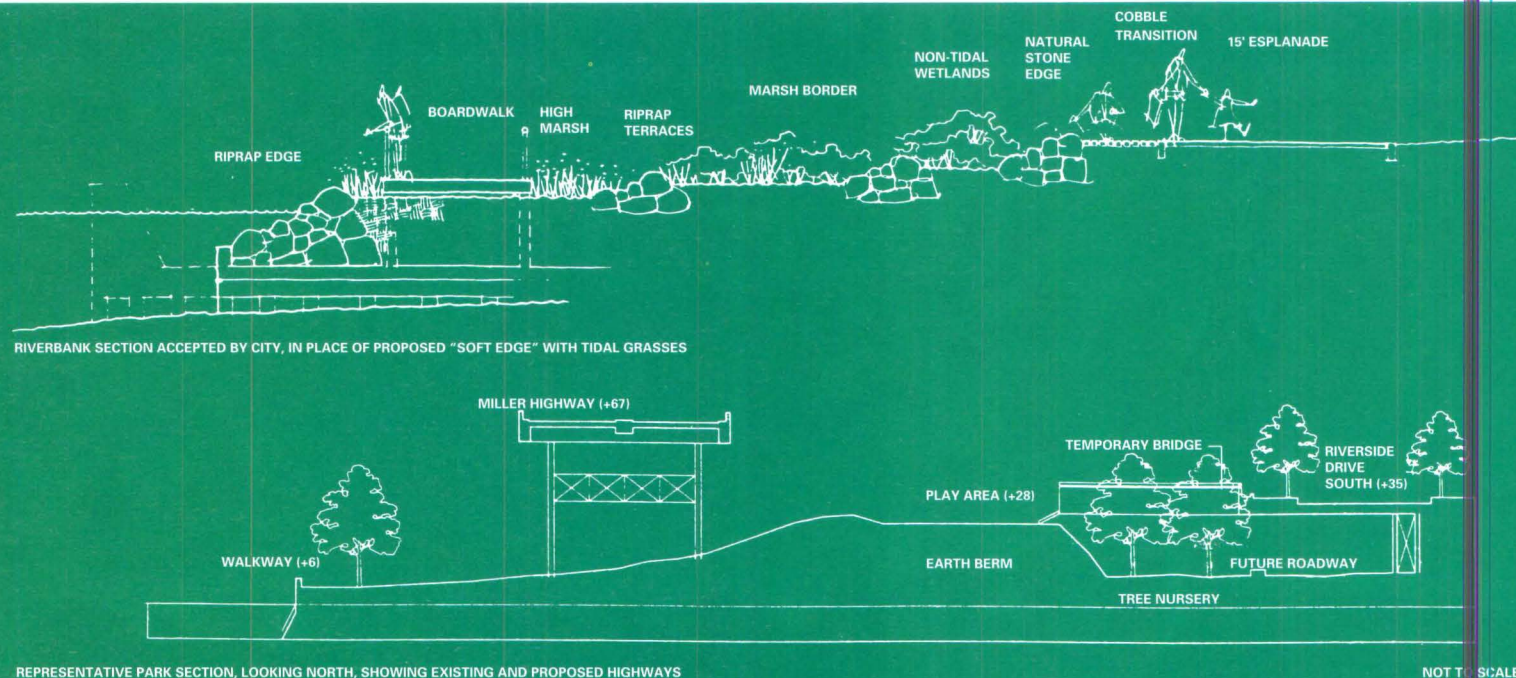 COBBLE
TRANSITION
15' ESPLANADE
NATURAL
STONE
EDGE
NON-TIDAL
WETLANDS
MARSH BORDER
BOARDWALK
HIGH
MARSH
RIPRAP
TERRACES
RIPRAP EDGE
RIVERBANK SECTION ACCEPTED BY CITY, IN PLACE OF PROPOSED "SOFT EDGE" WITH TIDAL GRASSES
MILLER HIGHWAY (+67)
TEMPORARY BRIDGE
RIVERSIDE
DRIVE
SOUTH (+35)
PLAY AREA (+28)
WALKWAY (+6)
EARTH BERM
FUTURE ROADWAY
TREE NURSERY
REPRESENTATIVE PARK SECTION, LOOKING NORTH, SHOWING EXISTING AND PROPOSED HIGHWAYS
NOT TO SCALE